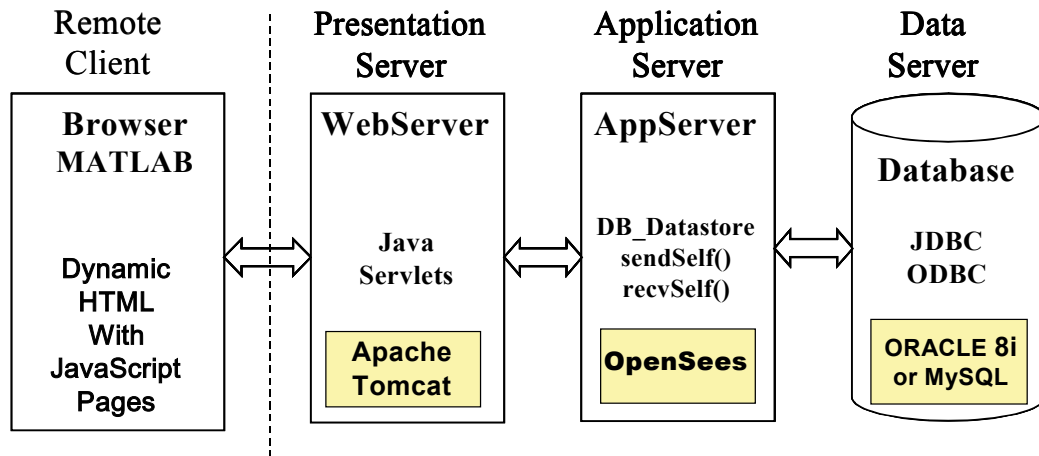 Remote
Client
Browser
MATLAB
Dynamic
HTML
With
JavaScript
Pages
Presentation
Server
WebServer
Java
Servlets
Apache
Tomcat
Application
Server
AppServer
DB_Datastore
sendSelf()
recvSelf()
OpenSees
Data
Server
Database
JDBC
ODBC
ORACLE 8i
or MySQL